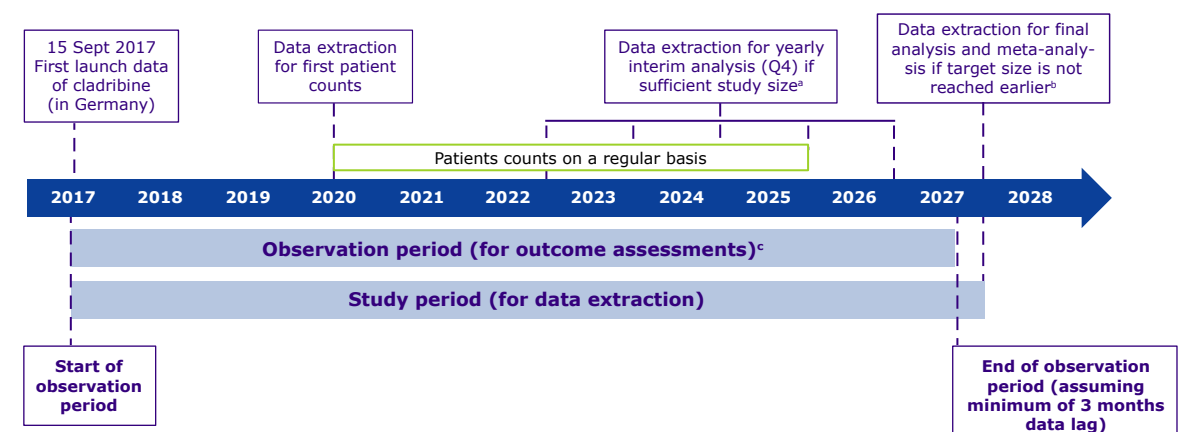 15 Sept 2017
First launch data
of cladribine
(in Germany)
Data extraction
for first patient
counts
Data extraction for yearly
interim analysis (Q4) if
sufficient study sizeᵃ
Data extraction for final
analysis and meta-analy-
sis if target size is not
reached earlierᵇ
Patients counts on a regular basis
2017 2018 2019 2020 2021 2022 2023 2024 2025 2026 2027 2028
Observation period (for outcome assessments)ᶜ
Study period (for data extraction)
Start of
observation
period
End of observation
period (assuming
minimum of 3 months
data lag)